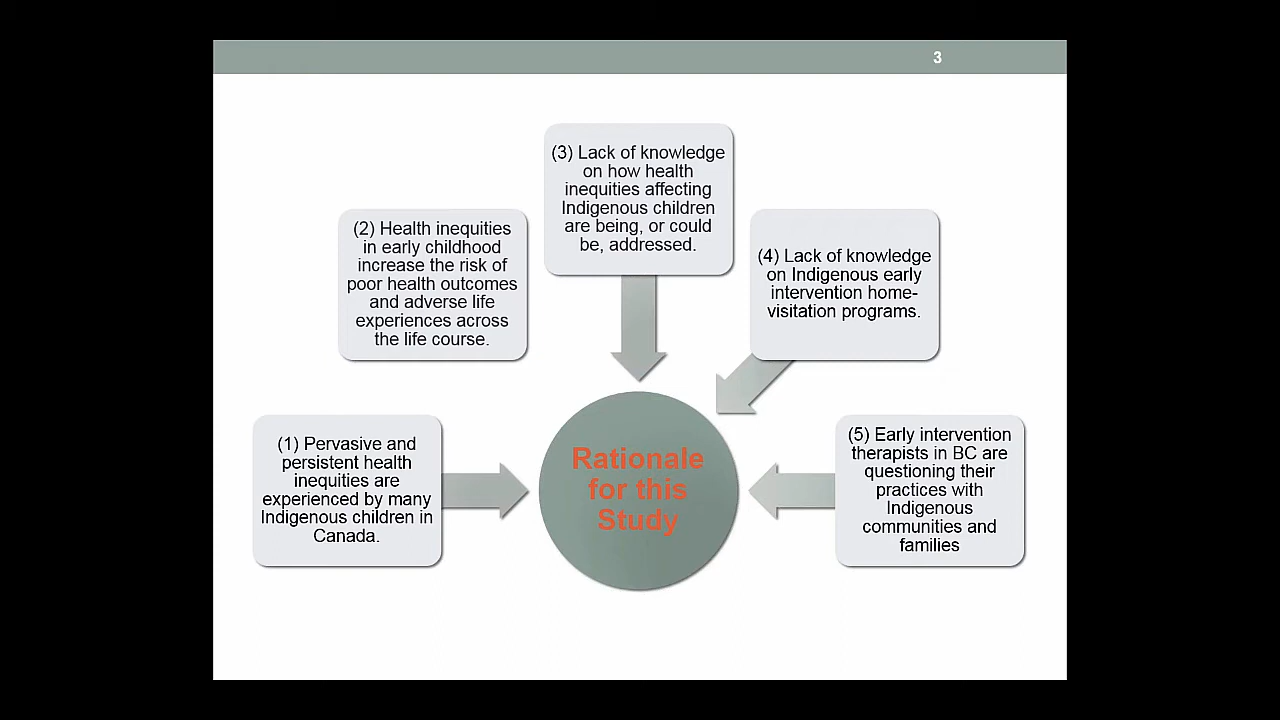 3
(1) Pervasive and
persistent health
inequities are
experienced by many
Indigenous children in
Canada.
(2) Health inequities
in early childhood
increase the risk of
poor health outcomes
and adverse life
experiences across
the life course.
(3) Lack of knowledge
on how health
inequities affecting
Indigenous children
are being, or could
be, addressed.
(4) Lack of knowledge
on Indigenous early
intervention home-
visitation programs.
(5) Early intervention
therapists in BC are
questioning their
practices with
Indigenous
communities and
families
Rationale
for this
Study